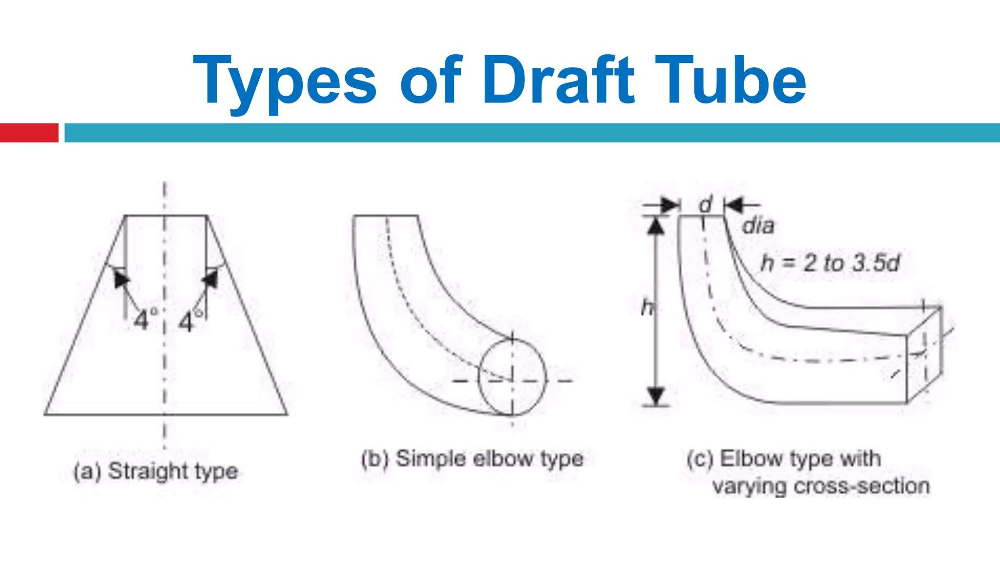 Types of Draft Tube
d
dia
h = 2 to 3.5d
h
4° 4°
(a) Straight type
(b) Simple elbow type
(c) Elbow type with
varying cross-section